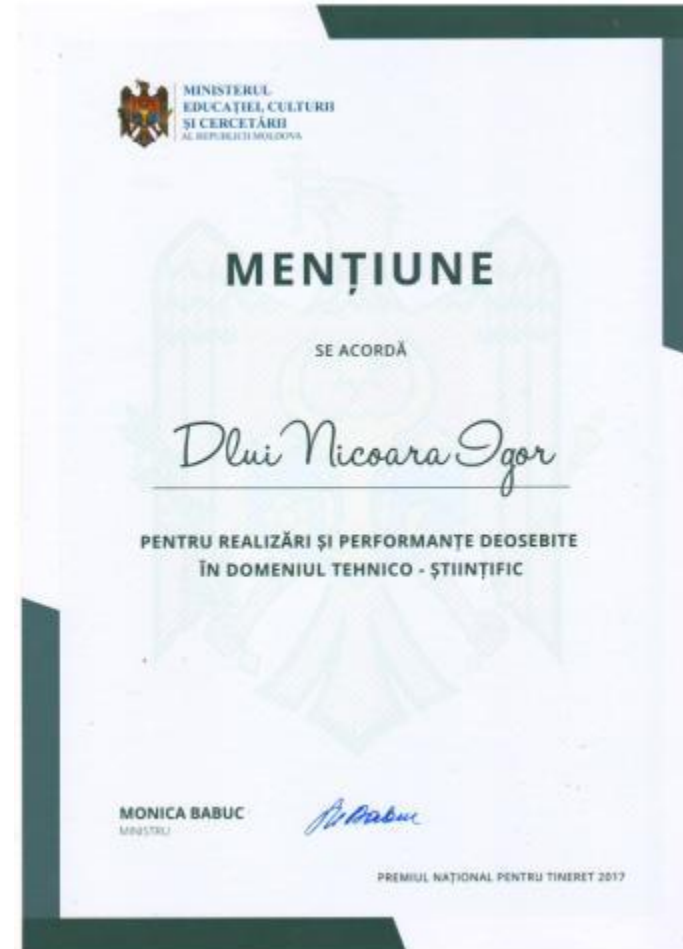 MINISTERUL
EDUCAȚIEI, CULTURII
ȘI CERCETĂRII
AL REPUBLICII MOLDOVA
MENȚIUNE
SE ACORDĂ
Dlui Nicoara Igor
PENTRU REALIZĂRI ȘI PERFORMANȚE DEOSEBITE
ÎN DOMENIUL TEHNICO - ȘTIINȚIFIC
MONICA BABUC
MINISTRU
PREMIUL NAȚIONAL PENTRU TINERET 2017